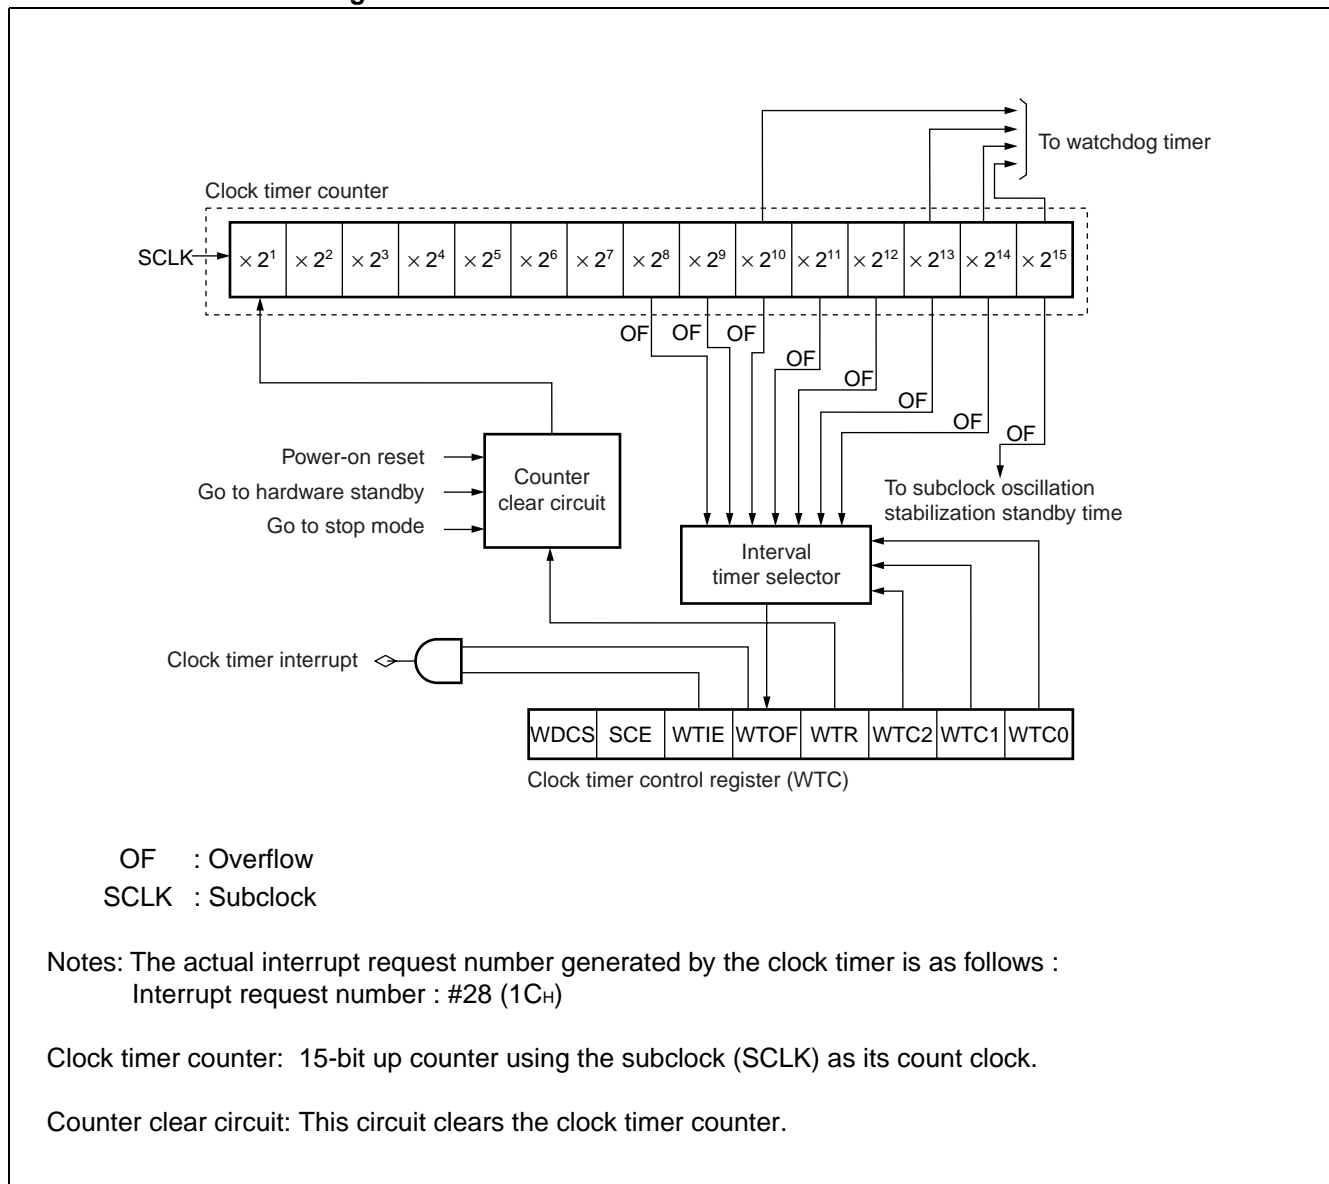 To watchdog timer
Clock timer counter
SCLK
× 2¹ × 2² × 2³ × 2⁴ × 2⁵ × 2⁶ × 2⁷ × 2⁸ × 2⁹ × 2¹⁰ × 2¹¹ × 2¹² × 2¹³ × 2¹⁴ × 2¹⁵
OF OF OF
OF
OF
OF
OF
OF
Power-on reset
Go to hardware standby
Go to stop mode
Counter
clear circuit
To subclock oscillation
stabilization standby time
Interval
timer selector
Clock timer interrupt
WDCS SCE WTIE WTOF WTR WTC2 WTC1 WTC0
Clock timer control register (WTC)
OF : Overflow
SCLK : Subclock
Notes: The actual interrupt request number generated by the clock timer is as follows :
Interrupt request number : #28 (1CH)
Clock timer counter: 15-bit up counter using the subclock (SCLK) as its count clock.
Counter clear circuit: This circuit clears the clock timer counter.